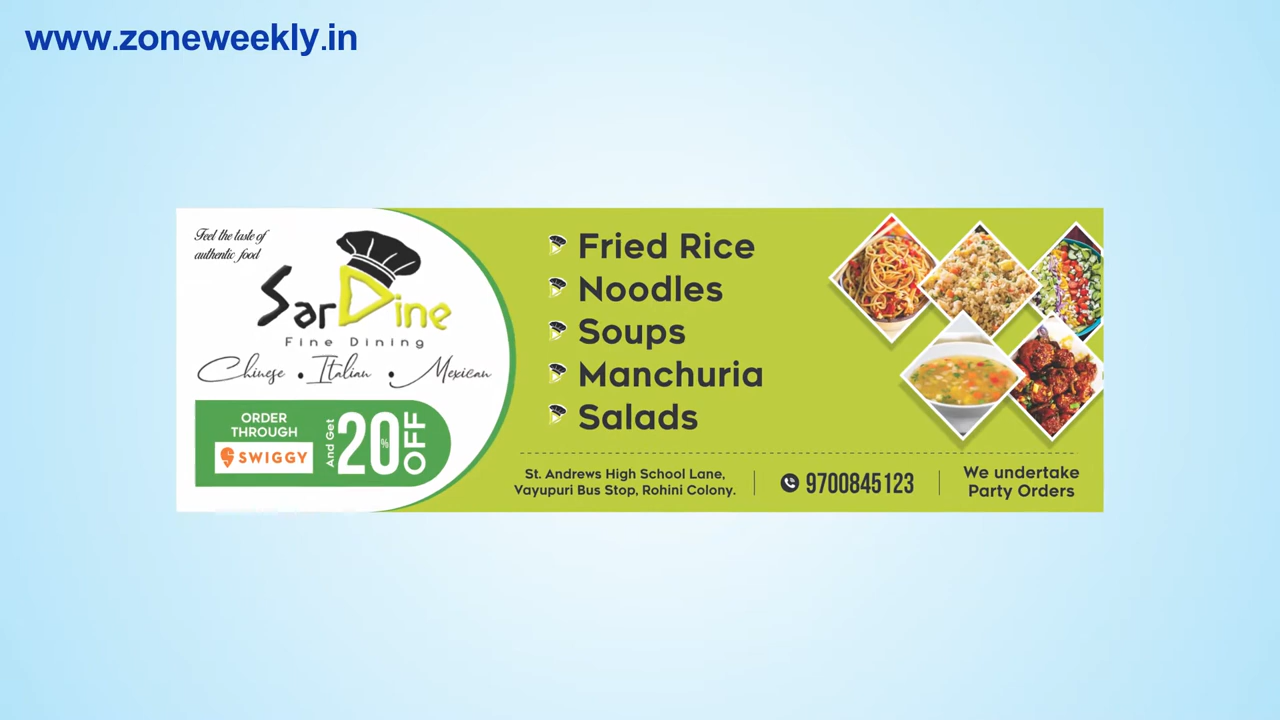 www.zoneweekly.in
Feel the taste of
authentic food
SarDine
Fine Dining
Chinese • Italian • Mexican
ORDER
THROUGH
SWIGGY
And Get
20%
OFF
Fried Rice
Noodles
Soups
Manchuria
Salads
St. Andrews High School Lane,
Vayupuri Bus Stop, Rohini Colony.
9700845123
We undertake
Party Orders